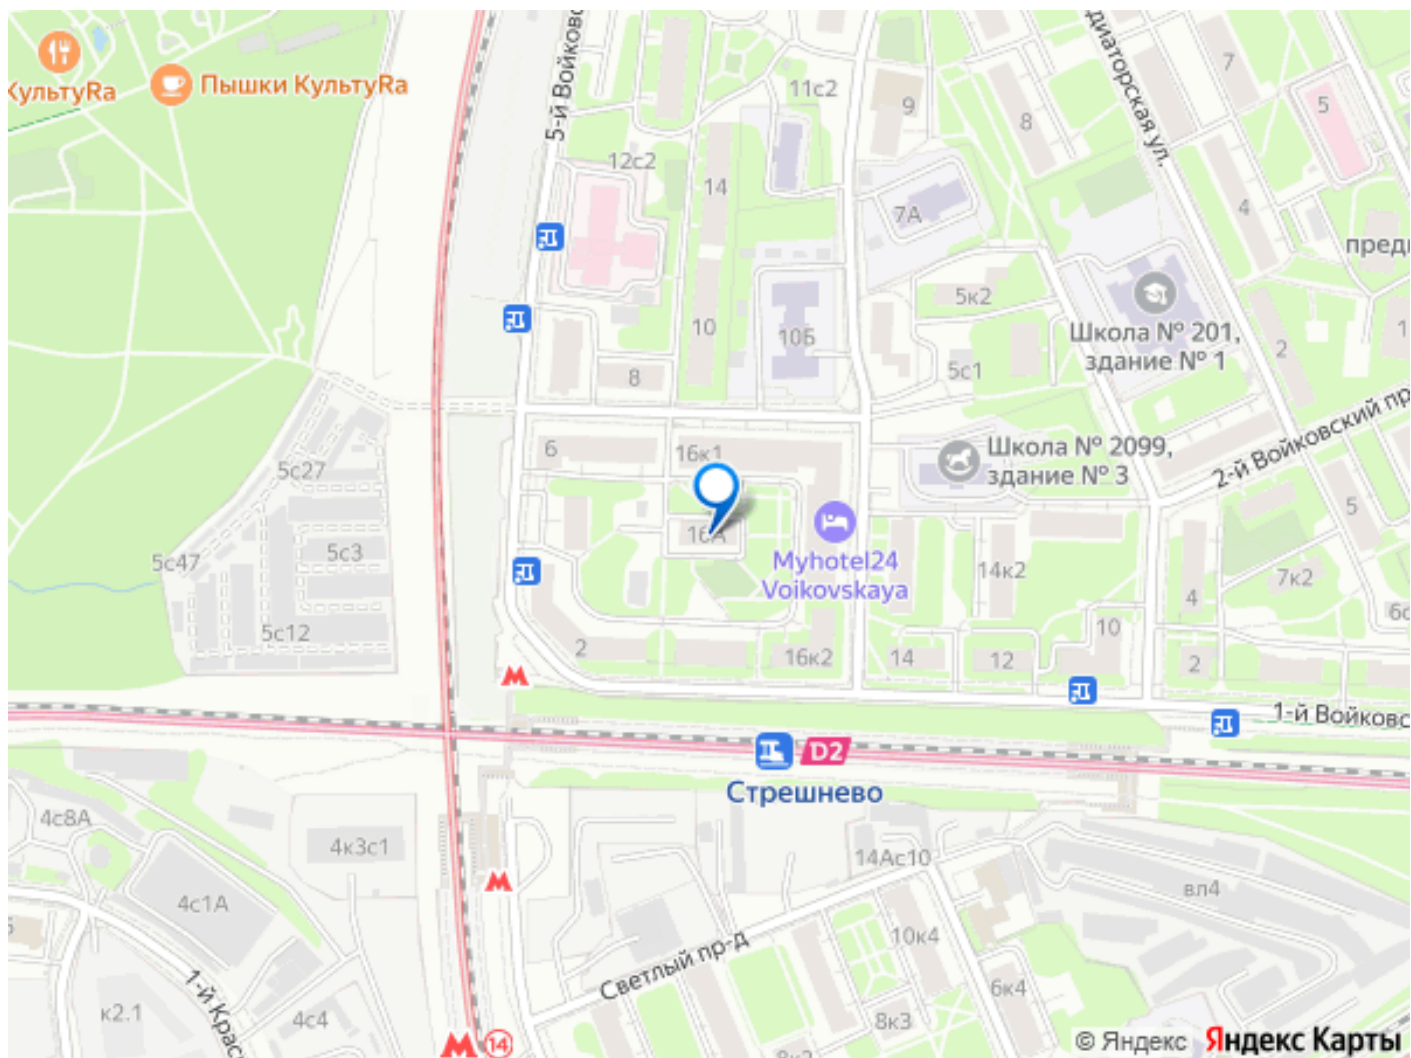 5-й Войковс
диаторская ул.
КультуRa
Пышки КультуRa
11с2
9
8
7
5
12с2
14
7А
4
предп
5к2
Школа № 201,
здание № 1
10
10Б
2
1
8
5с1
2-й Войковский пр
6
16к1
Школа № 2099,
здание № 3
5с27
5
16А
Myhotel24
Voikovskaya
5с47
5с3
14к2
7к2
4
6с
5с12
2
16к2
14
12
10
2
1-й Войковс
D2
Стрешнево
4с8А
4к3с1
14Ас10
вл4
4с1А
10к4
Светлый пр-д
6к4
1-й Крас
к2.1
4с4
8к3
8к2
14
© Яндекс Яндекс Карты